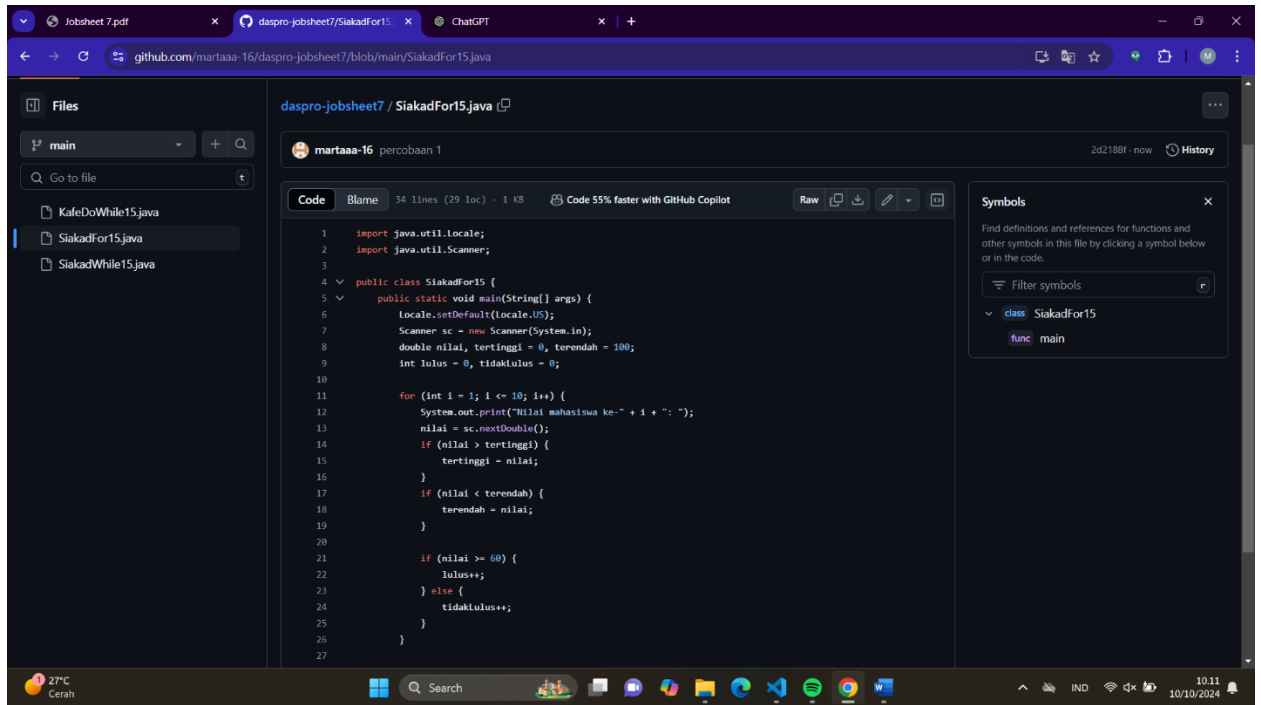 Jobsheet 7.pdf
daspro-jobsheet7/SiakadFor15.
ChatGPT
github.com/martaaa-16/daspro-jobsheet7/blob/main/SiakadFor15.java
M
Files
main
Go to file
t
KafeDoWhile15.java
SiakadFor15.java
SiakadWhile15.java
daspro-jobsheet7 / SiakadFor15.java
martaaa-16 percobaan 1
2d2188f · now
History
Code Blame 34 lines (29 loc) · 1 KB
Code 55% faster with GitHub Copilot
Raw
1 import java.util.Locale;
2 import java.util.Scanner;
3
4 public class SiakadFor15 {
5 public static void main(String[] args) {
6 Locale.setDefault(Locale.US);
7 Scanner sc = new Scanner(System.in);
8 double nilai, tertinggi = 0, terendah = 100;
9 int lulus = 0, tidakLulus = 0;
10
11 for (int i = 1; i <= 10; i++) {
12 System.out.print("Nilai mahasiswa ke-" + i + ": ");
13 nilai = sc.nextDouble();
14 if (nilai > tertinggi) {
15 tertinggi = nilai;
16 }
17 if (nilai < terendah) {
18 terendah = nilai;
19 }
20
21 if (nilai >= 60) {
22 lulus++;
23 } else {
24 tidakLulus++;
25 }
26 }
27
Symbols
Find definitions and references for functions and
other symbols in this file by clicking a symbol below
or in the code.
Filter symbols
r
class SiakadFor15
func main
1
27°C
Cerah
Search
IND
10.11
10/10/2024